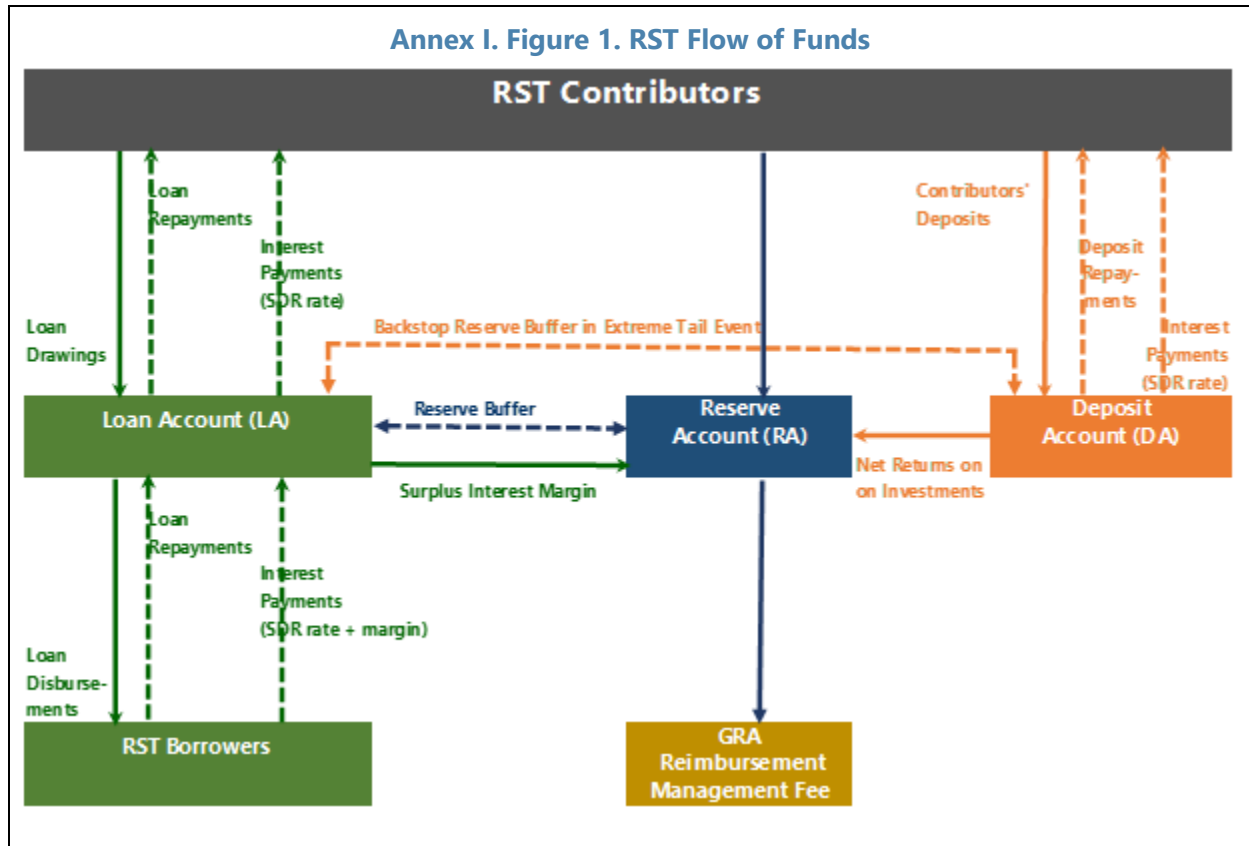 Annex I. Figure 1. RST Flow of Funds
RST Contributors
Loan
Repayments
Interest
Payments
(SDR rate)
Loan
Drawings
Contributors'
Deposits
Deposit
Repay-
ments
Interest
Payments
(SDR rate)
Backstop Reserve Buffer in Extreme Tail Event
Loan Account (LA)
Reserve Buffer
Reserve
Account (RA)
Deposit
Account (DA)
Surplus Interest Margin
Net Returns on
on Investments
Loan
Repayments
Interest
Payments
(SDR rate + margin)
Loan
Disburse-
ments
RST Borrowers
GRA
Reimbursement
Management Fee